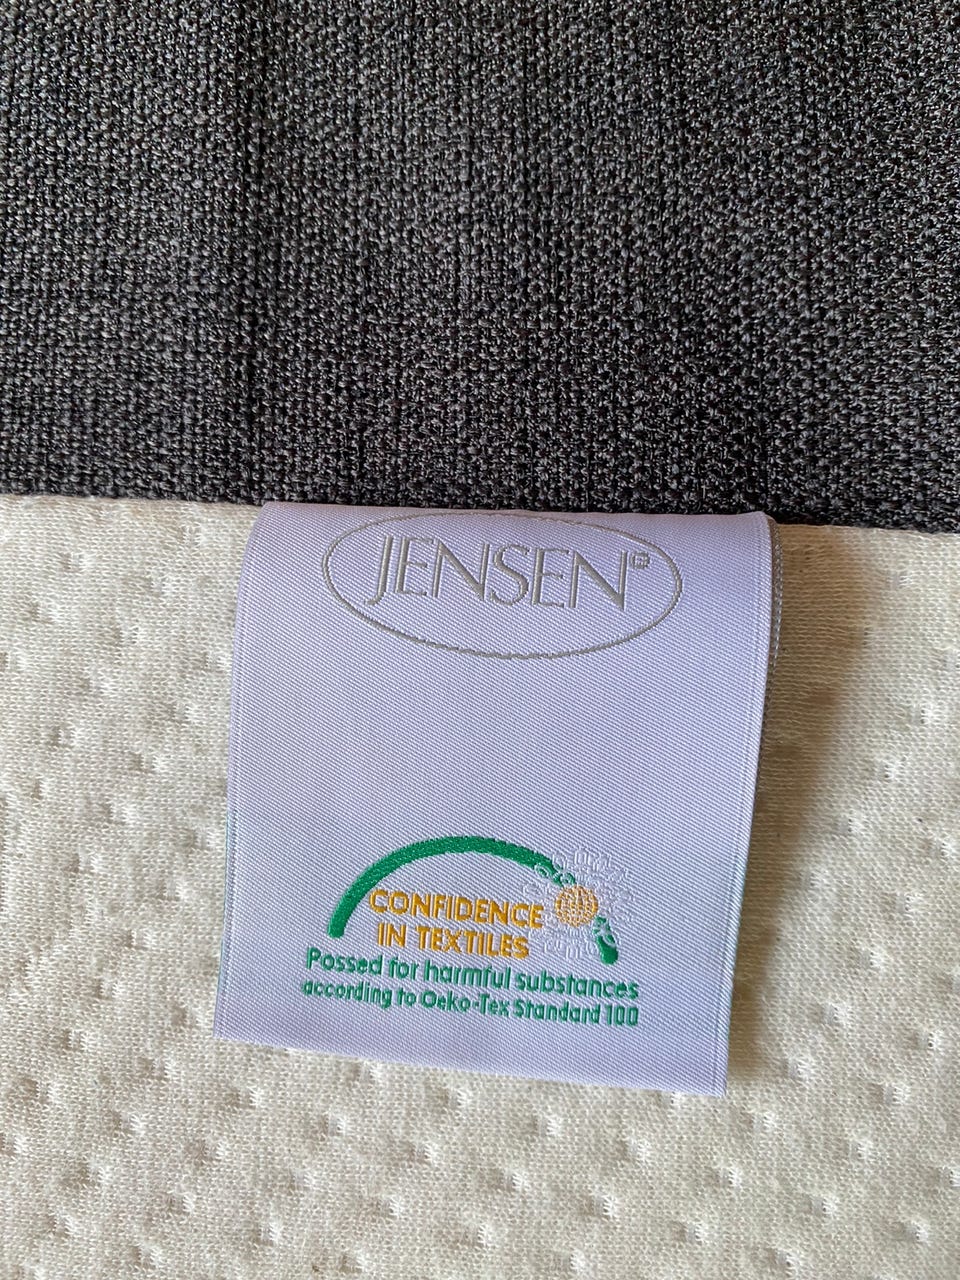 JENSEN®
CONFIDENCE
IN TEXTILES
Possed for harmful substances
according to Oeko-Tex Standard 100